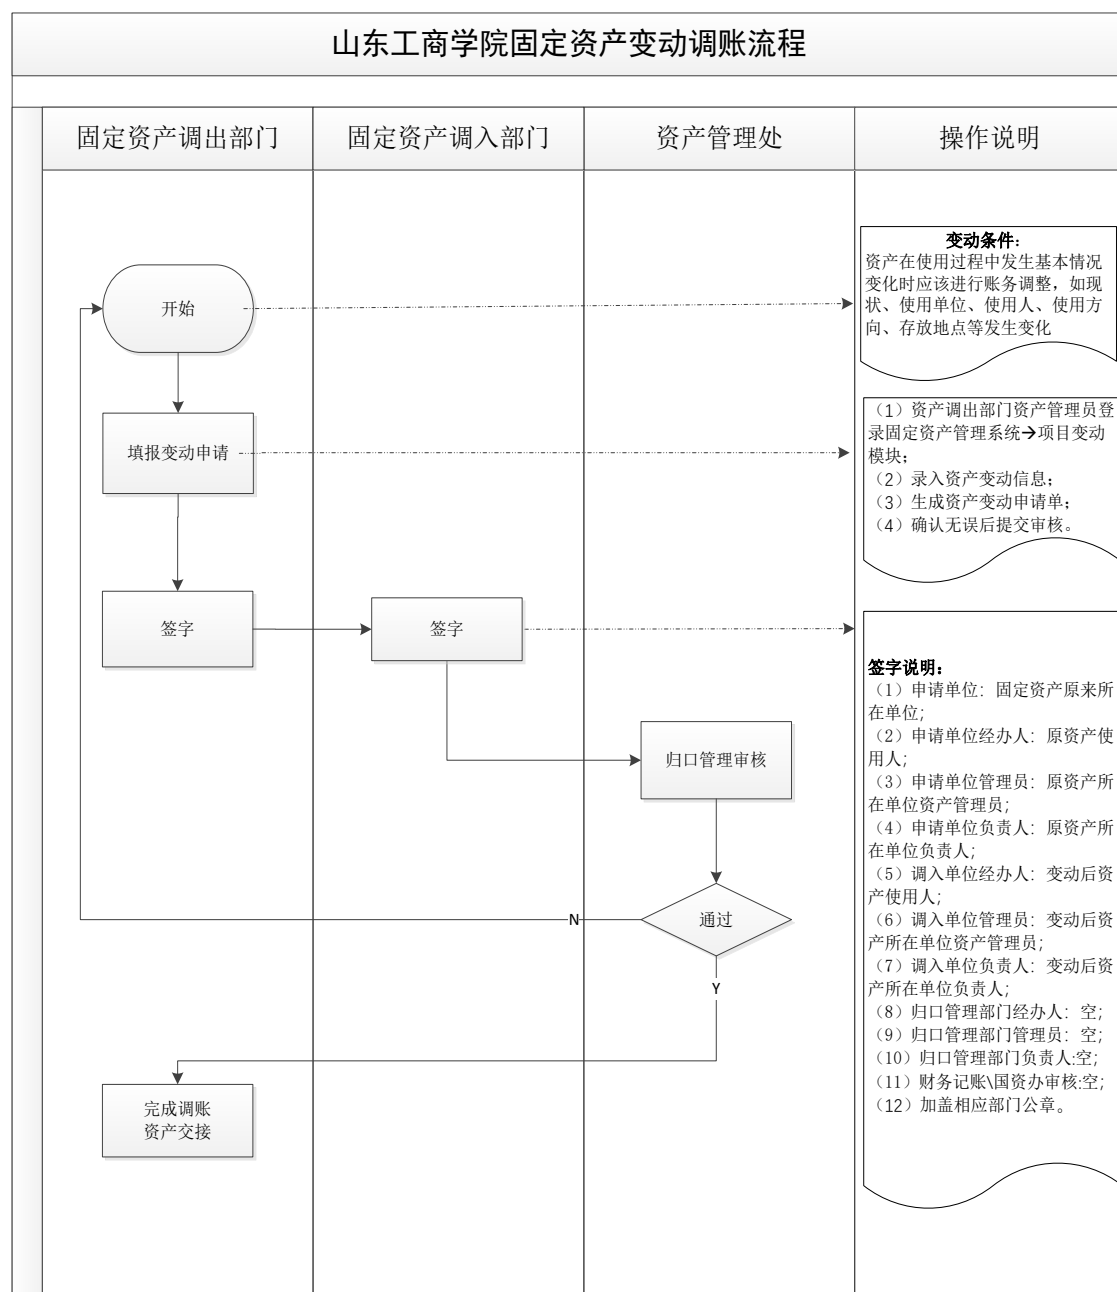 山东工商学院固定资产变动调账流程
固定资产调出部门
固定资产调入部门
资产管理处
操作说明
开始
变动条件：
资产在使用过程中发生基本情况
变化时应该进行账务调整，如现
状、使用单位、使用人、使用方
向、存放地点等发生变化
填报变动申请
（1）资产调出部门资产管理员登
录固定资产管理系统→项目变动
模块；
（2）录入资产变动信息；
（3）生成资产变动申请单；
（4）确认无误后提交审核。
签字
签字
签字说明：
（1）申请单位：固定资产原来所
在单位；
（2）申请单位经办人：原资产使
用人；
（3）申请单位管理员：原资产所
在单位资产管理员；
（4）申请单位负责人：原资产所
在单位负责人；
（5）调入单位经办人：变动后资
产使用人；
（6）调入单位管理员：变动后资
产所在单位资产管理员；
（7）调入单位负责人：变动后资
产所在单位负责人；
（8）归口管理部门经办人：空；
（9）归口管理部门管理员：空；
（10）归口管理部门负责人:空；
（11）财务记账\国资办审核:空；
（12）加盖相应部门公章。
归口管理审核
通过
N
Y
完成调账
资产交接